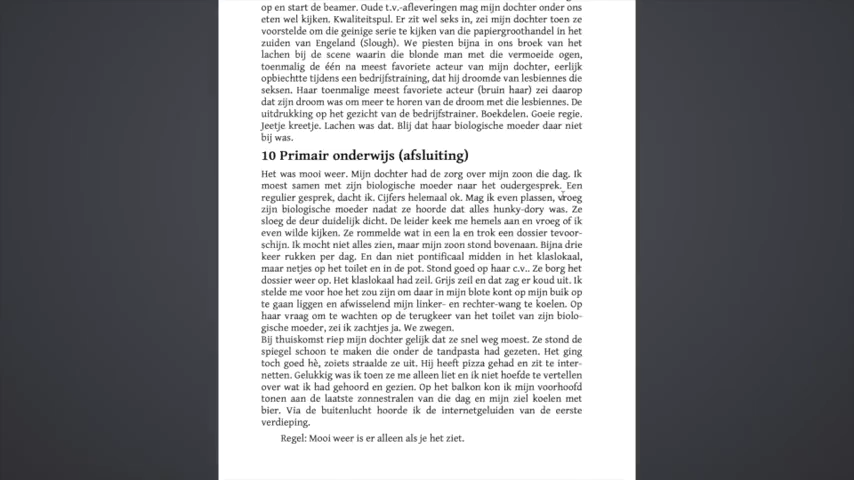 op en start de beamer. Oude t.v.-afleveringen mag mijn dochter onder ons
eten wel kijken. Kwaliteitspul. Er zit wel seks in, zei mijn dochter toen ze
voorstelde om die geinige serie te kijken van die papiergroothandel in het
zuiden van Engeland (Slough). We piesten bijna in ons broek van het
lachen bij de scene waarin die blonde man met die vermoeide ogen,
toenmalig de één na meest favoriete acteur van mijn dochter, eerlijk
opbiechtte tijdens een bedrijfstraining, dat hij droomde van lesbiennes die
seksen. Haar toenmalige meest favoriete acteur (bruin haar) zei daarop
dat zijn droom was om meer te horen van de droom met die lesbiennes. De
uitdrukking op het gezicht van de bedrijfstrainer. Boekdelen. Goeie regie.
Jeetje kreetje. Lachen was dat. Blij dat haar biologische moeder daar niet
bij was.
10 Primair onderwijs (afsluiting)
Het was mooi weer. Mijn dochter had de zorg over mijn zoon die dag. Ik
moest samen met zijn biologische moeder naar het oudergesprek. Een
regulier gesprek, dacht ik. Cijfers helemaal ok. Mag ik even plassen, vroeg
zijn biologische moeder nadat ze hoorde dat alles hunky-dory was. Ze
sloeg de deur duidelijk dicht. De leider keek me hemels aan en vroeg of ik
even wilde kijken. Ze rommelde wat in een la en trok een dossier tevoor-
schijn. Ik mocht niet alles zien, maar mijn zoon stond bovenaan. Bijna drie
keer rukken per dag. En dan niet pontificaal midden in het klaslokaal,
maar netjes op het toilet en in de pot. Stond goed op haar c.v.. Ze borg het
dossier weer op. Het klaslokaal had zeil. Grijs zeil en dat zag er koud uit. Ik
stelde me voor hoe het zou zijn om daar in mijn blote kont op mijn buik op
te gaan liggen en afwisselend mijn linker- en rechter-wang te koelen. Op
haar vraag om te wachten op de terugkeer van het toilet van zijn biolo-
gische moeder, zei ik zachtjes ja. We zwegen.
Bij thuiskomst riep mijn dochter gelijk dat ze snel weg moest. Ze stond de
spiegel schoon te maken die onder de tandpasta had gezeten. Het ging
toch goed hè, zoiets straalde ze uit. Hij heeft pizza gehad en zit te inter-
netten. Gelukkig was ik toen ze me alleen liet en ik niet hoefde te vertellen
over wat ik had gehoord en gezien. Op het balkon kon ik mijn voorhoofd
tonen aan de laatste zonnestralen van die dag en mijn ziel koelen met
bier. Via de buitenlucht hoorde ik de internetgeluiden van de eerste
verdieping.
Regel: Mooi weer is er alleen als je het ziet.